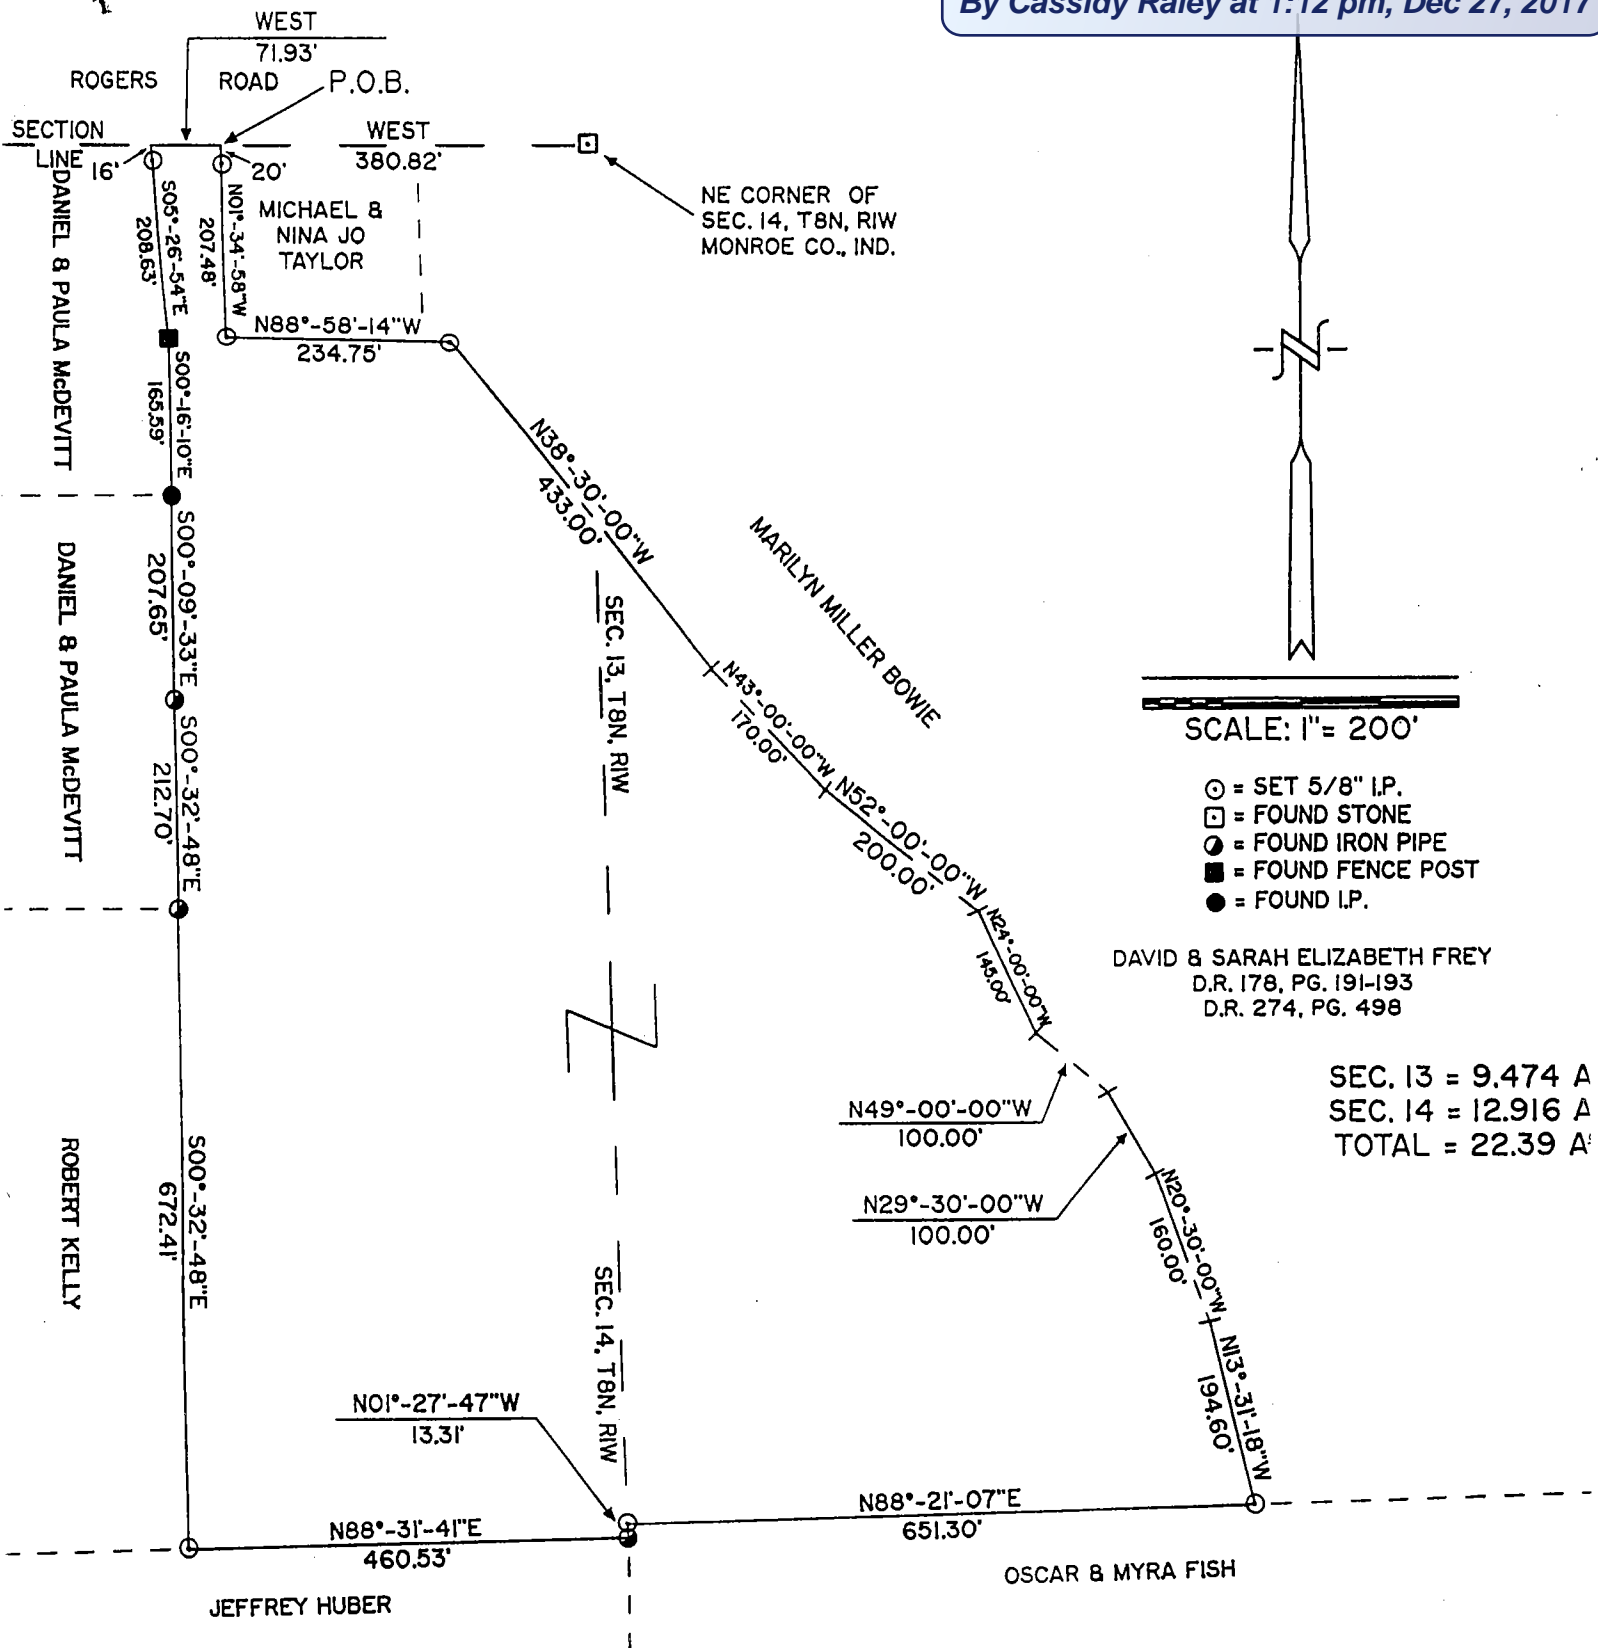 By Cassidy Raley at 1:12 pm, Dec 27, 2017
WEST
71.93'
ROGERS ROAD
P.O.B.
SECTION
LINE
16'
20'
WEST
380.82'
NE CORNER OF
SEC. 14, T8N, R1W
MONROE CO., IND.
MICHAEL &
NINA JO
TAYLOR
DANIEL & PAULA McDEVITT
S05°-26'-54"E
208.63'
N01°-34'-58"W
207.48'
N88°-58'-14"W
234.75'
S00°-16'-10"E
165.59'
N38°-30'-00"W
433.00'
MARILYN MILLER BOWIE
DANIEL & PAULA McDEVITT
S00°-09'-33"E
207.65'
SEC. 13, T8N, R1W
N43°-00'-00"W
170.00'
S00°-32'-48"E
212.70'
N52°-00'-00"W
200.00'
SCALE: 1"= 200'
= SET 5/8" I.P.
= FOUND STONE
= FOUND IRON PIPE
= FOUND FENCE POST
= FOUND I.P.
N24°-00'-00"W
145.00'
DAVID & SARAH ELIZABETH FREY
D.R. 178, PG. 191-193
D.R. 274, PG. 498
SEC. 13 = 9.474 A
SEC. 14 = 12.916 A
TOTAL = 22.39 A
N49°-00'-00"W
100.00'
N29°-30'-00"W
100.00'
N20°-30'-00"W
160.00'
ROBERT KELLY
S00°-32'-48"E
672.41'
SEC. 14, T8N, R1W
N13°-31'-18"W
194.60'
N01°-27'-47"W
13.31'
N88°-31'-41"E
460.53'
N88°-21'-07"E
651.30'
OSCAR & MYRA FISH
JEFFREY HUBER